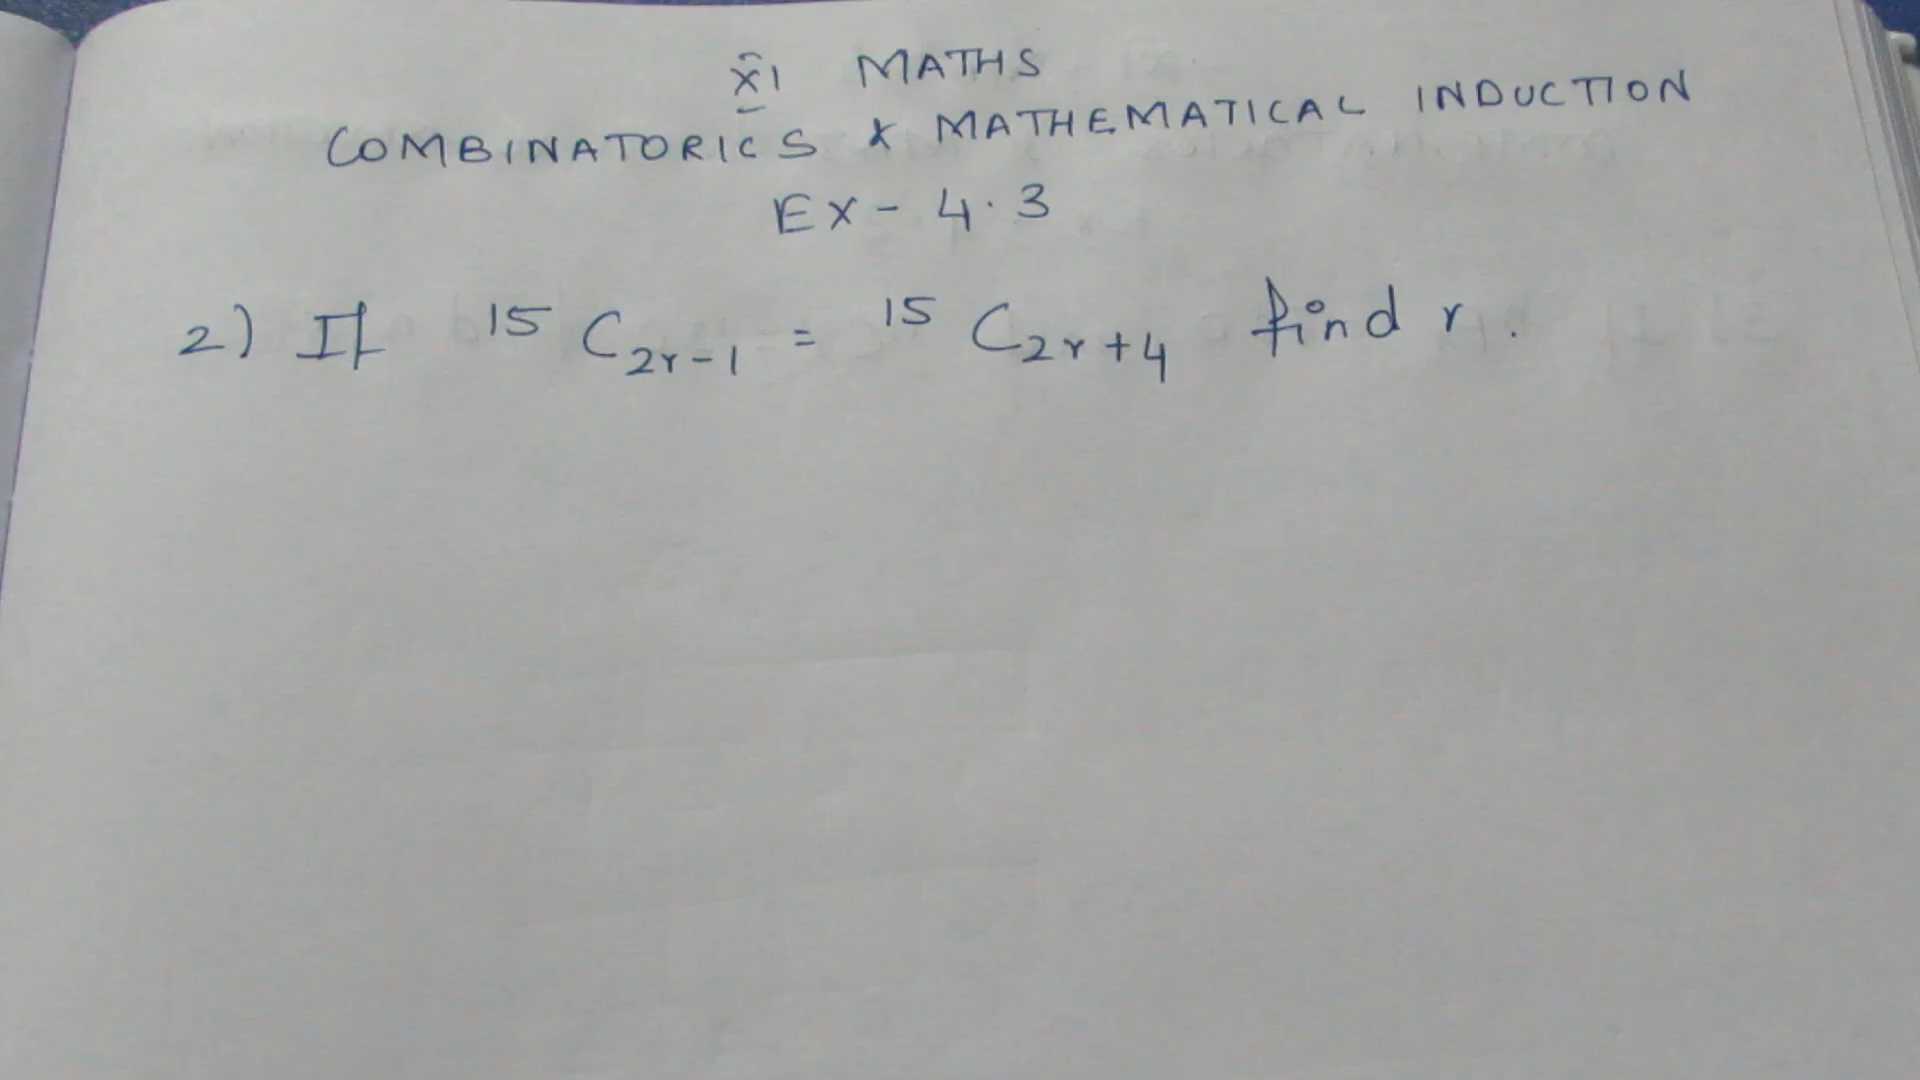 XI MATHS
COMBINATORICS & MATHEMATICAL INDUCTION
EX - 4.3
2) If ¹⁵C₂ᵣ₋₁ = ¹⁵C₂ᵣ₊₄ find r.